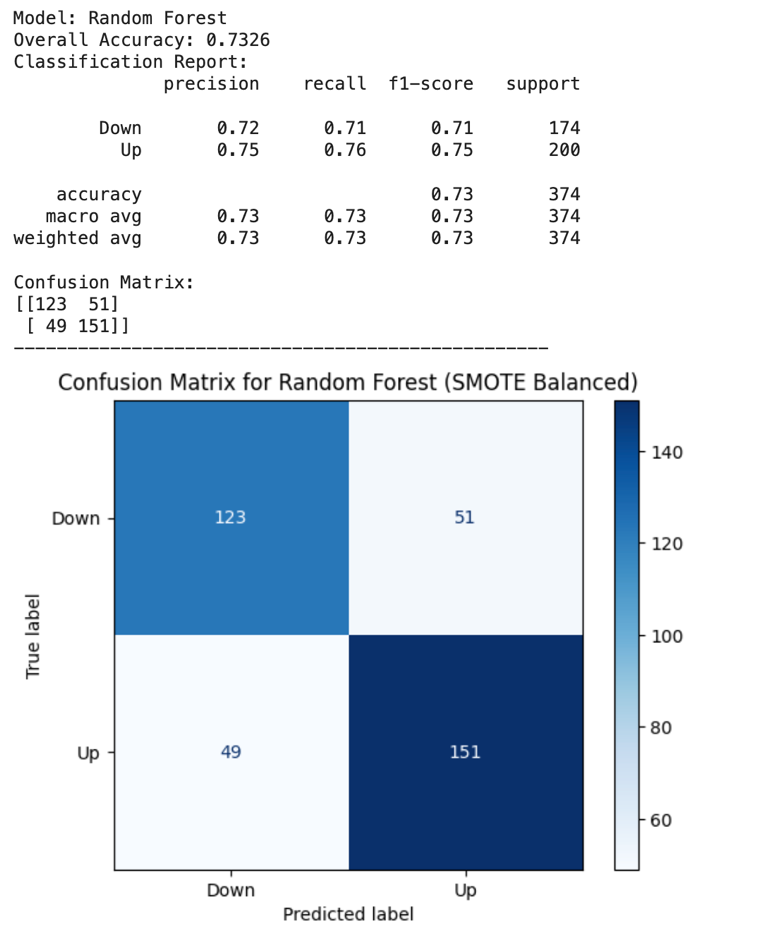 Model: Random Forest
Overall Accuracy: 0.7326
Classification Report:
precision recall f1-score support
Down 0.72 0.71 0.71 174
Up 0.75 0.76 0.75 200
accuracy 0.73 374
macro avg 0.73 0.73 0.73 374
weighted avg 0.73 0.73 0.73 374
Confusion Matrix:
[[123 51]
[ 49 151]]
------------------------------------------------------
Confusion Matrix for Random Forest (SMOTE Balanced)
140
Down 123 51
120
True label
100
80
Up 49 151
60
Down Up
Predicted label